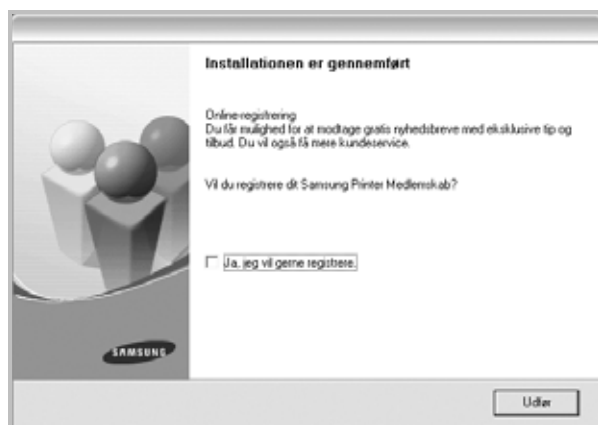 Installationen er gennemført
Online-registrering
Du får mulighed for at modtage gratis nyhedsbreve med eksklusive tip og
tilbud. Du vil også få mere kundeservice.
Vil du registrere dit Samsung Printer Medlemskab?
Ja, jeg vil gerne registrere.
SAMSUNG
Udfør